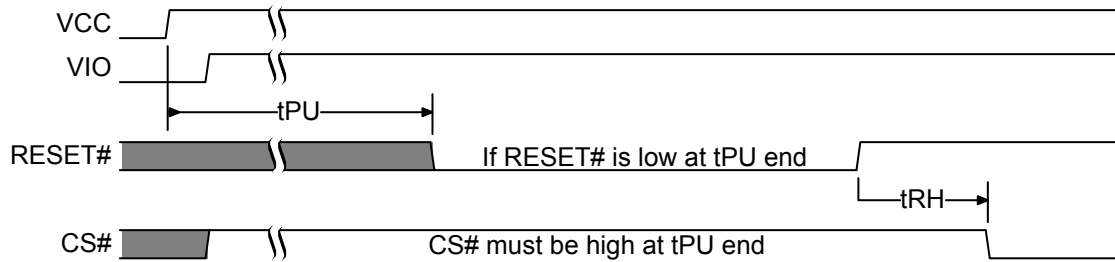 VCC
VIO
tPU
RESET# If RESET# is low at tPU end
tRH
CS# CS# must be high at tPU end